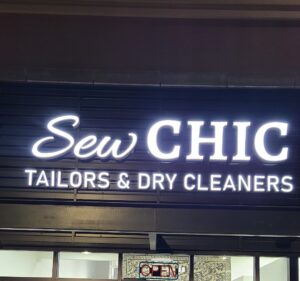 Sew CHIC
TAILORS & DRY CLEANERS
OPEN